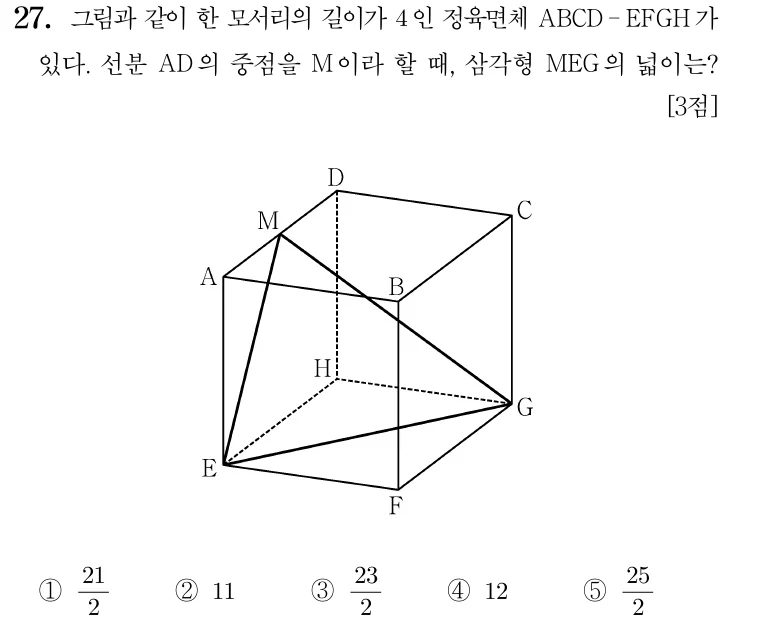 27. 그림과 같이 한 모서리의 길이가 4인 정육면체 ABCD－EFGH가
있다. 선분 AD의 중점을 M이라 할 때, 삼각형 MEG의 넓이는?
[3점]
D
C
M
A
B
H
G
E
F
① 21/2 ② 11 ③ 23/2 ④ 12 ⑤ 25/2